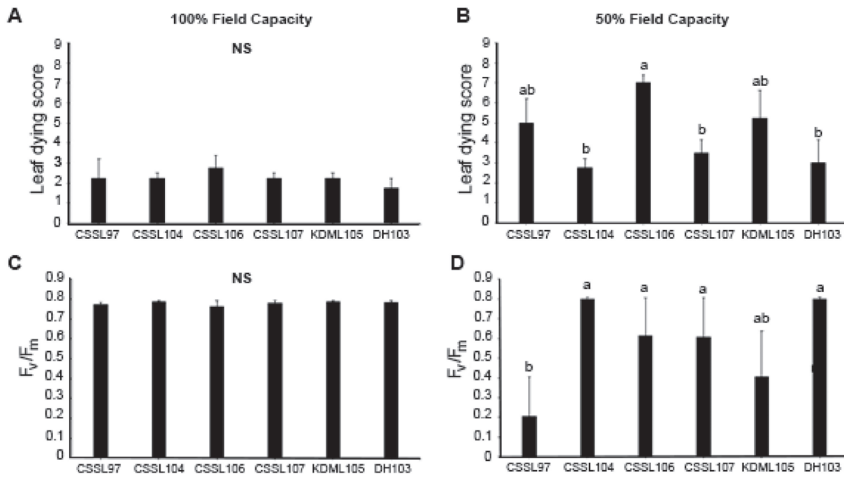 A
100% Field Capacity
NS
Leaf dying score
9
8
7
6
5
4
3
2
1
0
CSSL97 CSSL104 CSSL106 CSSL107 KDML105 DH103
B
50% Field Capacity
Leaf dying score
9
8
7
6
5
4
3
2
1
0
ab b a b ab b
CSSL97 CSSL104 CSSL106 CSSL107 KDML105 DH103
C
NS
Fv/Fm
0.9
0.8
0.7
0.6
0.5
0.4
0.3
0.2
0.1
0
CSSL97 CSSL104 CSSL106 CSSL107 KDML105 DH103
D
Fv/Fm
0.9
0.8
0.7
0.6
0.5
0.4
0.3
0.2
0.1
0
b a a a ab a
CSSL97 CSSL104 CSSL106 CSSL107 KDML105 DH103